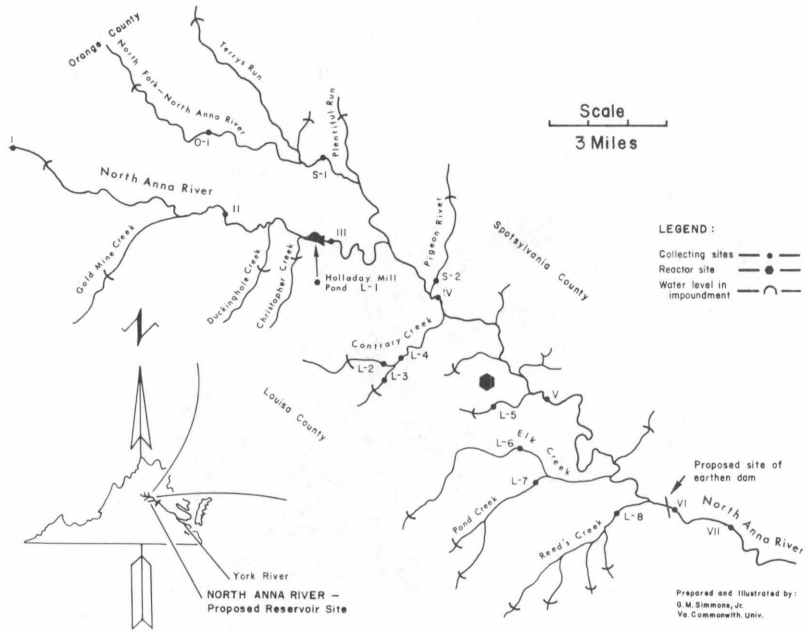 Orange County
North Fork—North Anna River
Terrys Run
Plentiful Run
O-1
S-1
I
North Anna River
II
III
Gold Mine Creek
Duckinghole Creek
Christopher Creek
Holladay Mill
Pond L-1
Pigeon River
S-2
IV
Spotsylvania County
Scale
3 Miles
LEGEND:
Collecting sites
Reactor site
Water level in
impoundment
Contrary Creek
L-2
L-3
L-4
Louisa County
L-5
V
L-6
Elk Creek
L-7
Pond Creek
Reed's Creek
L-8
Proposed site of
earthen dam
VI
VII
North Anna River
N
York River
NORTH ANNA RIVER—
Proposed Reservoir Site
Prepared and Illustrated by:
G.M. Simmons, Jr.
Va. Commonwlth. Univ.